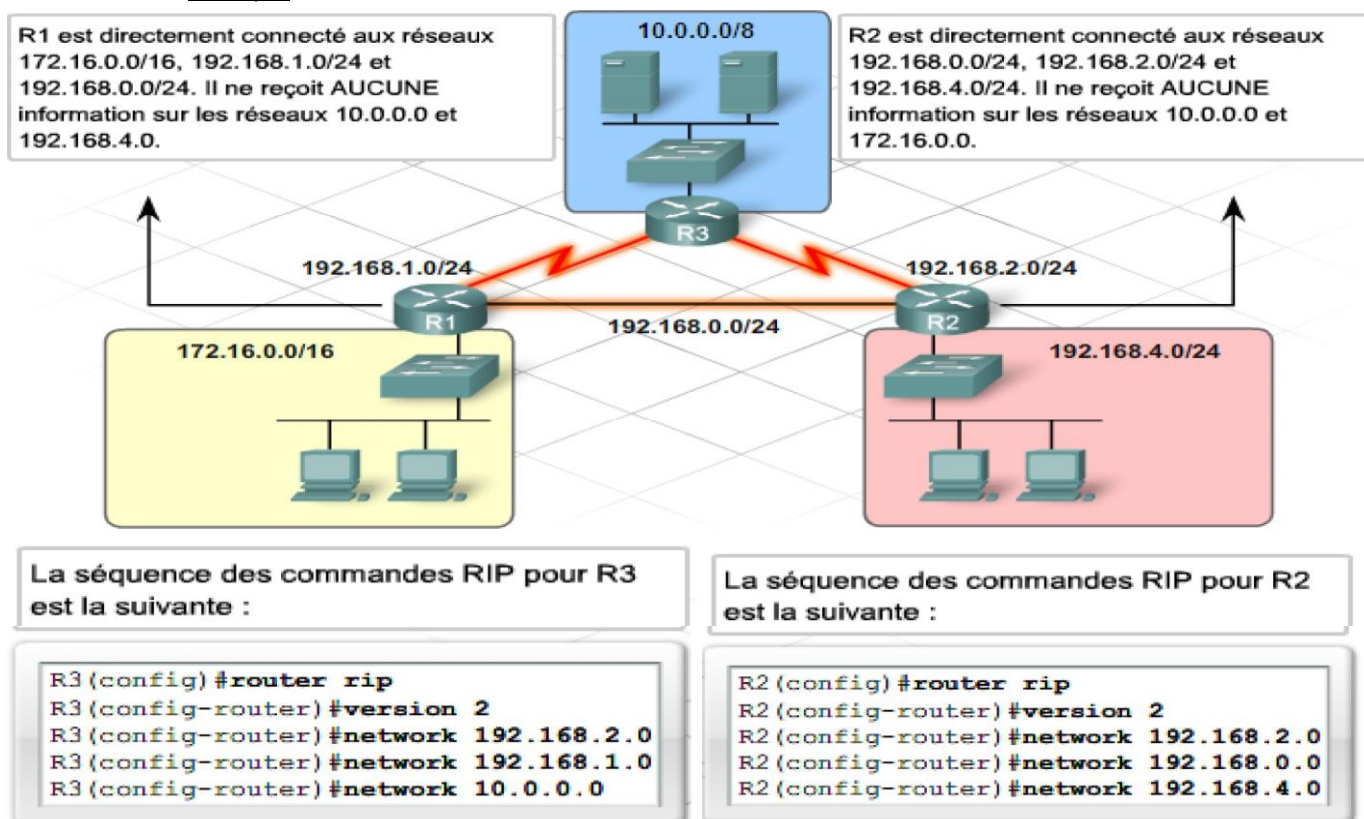 R1 est directement connecté aux réseaux
172.16.0.0/16, 192.168.1.0/24 et
192.168.0.0/24. Il ne reçoit AUCUNE
information sur les réseaux 10.0.0.0 et
192.168.4.0.
10.0.0.0/8
R2 est directement connecté aux réseaux
192.168.0.0/24, 192.168.2.0/24 et
192.168.4.0/24. Il ne reçoit AUCUNE
information sur les réseaux 10.0.0.0 et
172.16.0.0.
R3
192.168.1.0/24
192.168.2.0/24
R1
192.168.0.0/24
R2
172.16.0.0/16
192.168.4.0/24
La séquence des commandes RIP pour R3
est la suivante :
R3(config)#router rip
R3(config-router)#version 2
R3(config-router)#network 192.168.2.0
R3(config-router)#network 192.168.1.0
R3(config-router)#network 10.0.0.0
La séquence des commandes RIP pour R2
est la suivante :
R2(config)#router rip
R2(config-router)#version 2
R2(config-router)#network 192.168.2.0
R2(config-router)#network 192.168.0.0
R2(config-router)#network 192.168.4.0